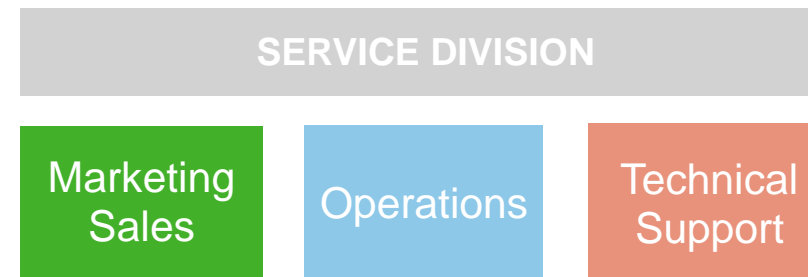 SERVICE DIVISION
Marketing
Sales
Operations
Technical
Support